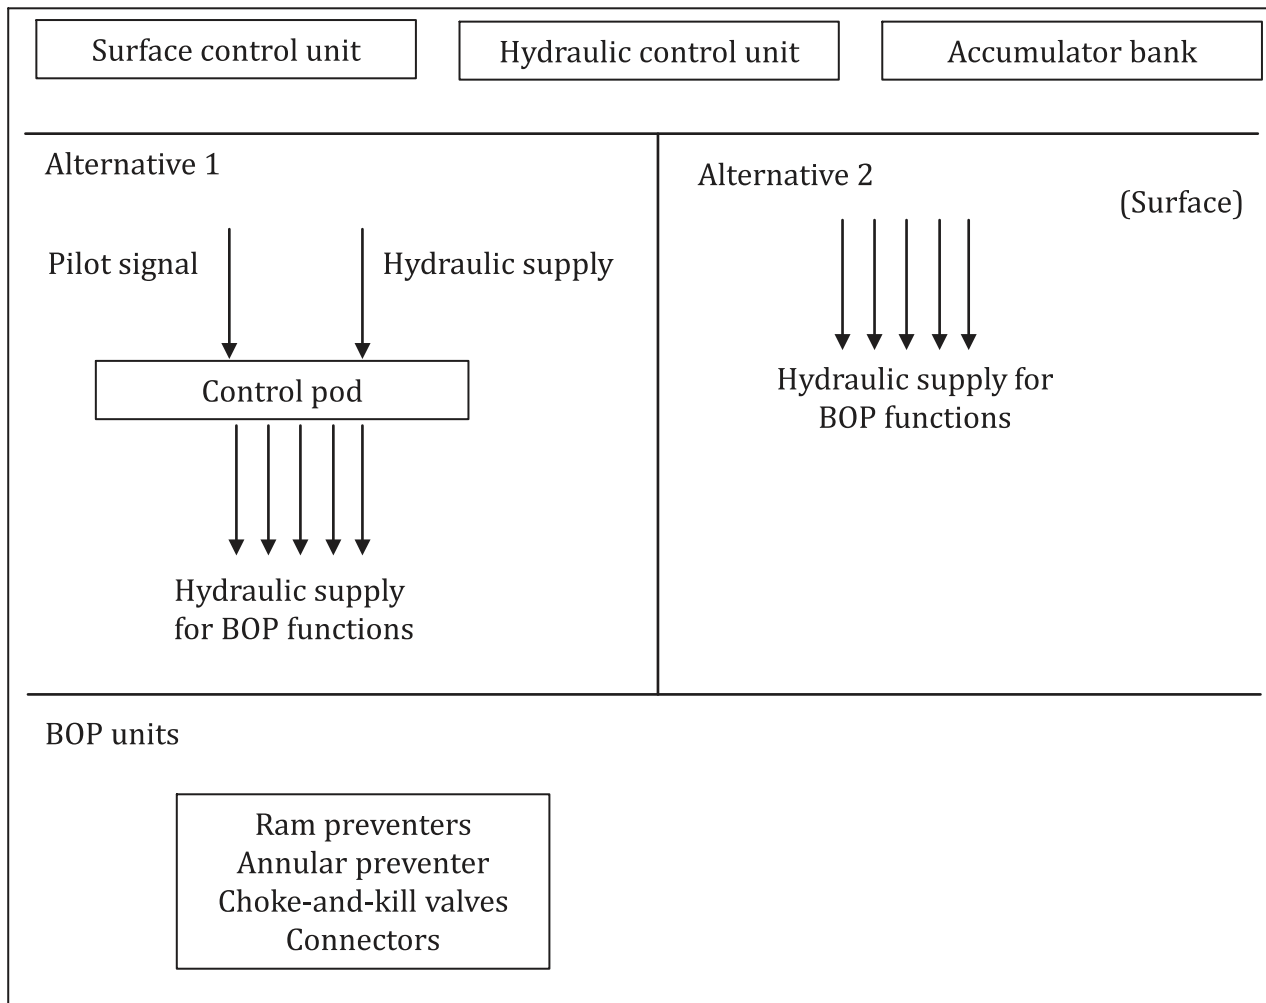 Surface control unit
Hydraulic control unit
Accumulator bank
Alternative 1
Pilot signal
Hydraulic supply
Control pod
Hydraulic supply
for BOP functions
Alternative 2
(Surface)
Hydraulic supply for
BOP functions
BOP units
Ram preventers
Annular preventer
Choke-and-kill valves
Connectors